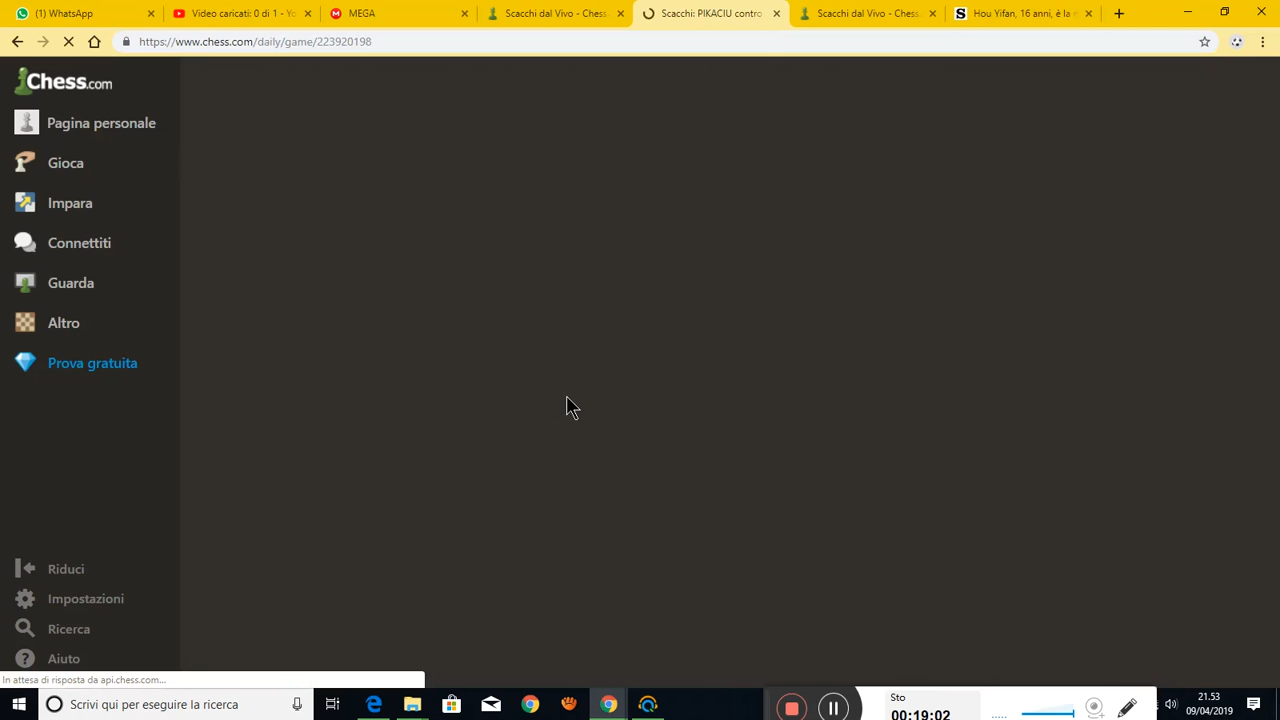 (1) WhatsApp
Video caricati: 0 di 1 - Yo
MEGA
Scacchi dal Vivo - Chess
Scacchi: PIKACIU contro
Scacchi dal Vivo - Chess.
Hou Yifan, 16 anni, è la
https://www.chess.com/daily/game/223920198
Chess.com
Pagina personale
Gioca
Impara
Connettiti
Guarda
Altro
Prova gratuita
Riduci
Impostazioni
Ricerca
Aiuto
In attesa di risposta da api.chess.com...
Scrivi qui per eseguire la ricerca
Sto
00:19:02
21.53
09/04/2019